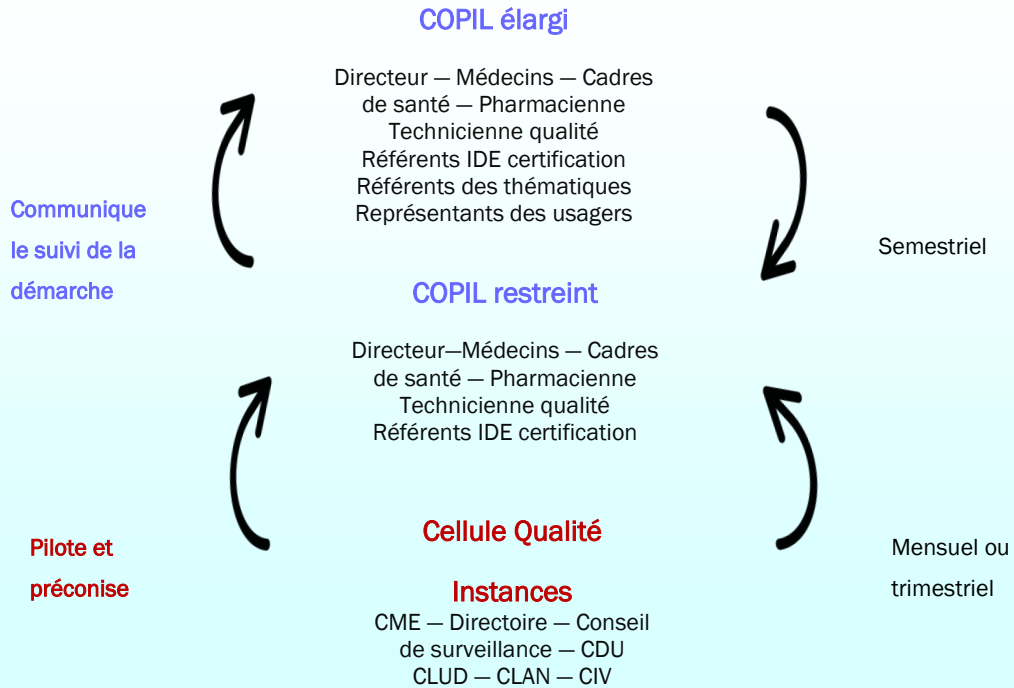 COPIL élargi
Directeur — Médecins — Cadres
de santé — Pharmacienne
Technicienne qualité
Référents IDE certification
Référents des thématiques
Représentants des usagers
Communique
le suivi de la
démarche
Semestriel
COPIL restreint
Directeur—Médecins — Cadres
de santé — Pharmacienne
Technicienne qualité
Référents IDE certification
Cellule Qualité
Pilote et
préconise
Mensuel ou
trimestriel
Instances
CME — Directoire — Conseil
de surveillance — CDU
CLUD — CLAN — CIV